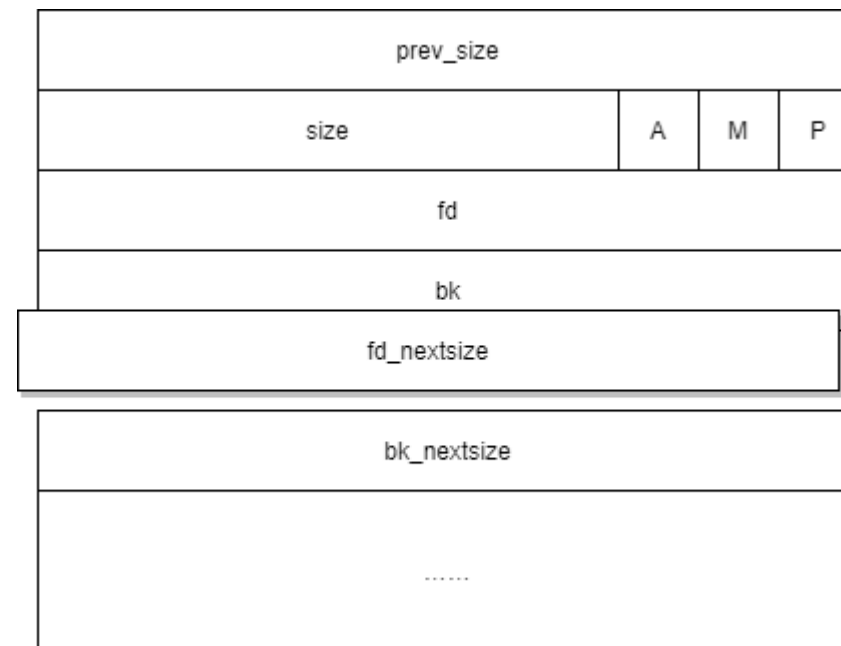 prev_size
size A M P
fd
bk
fd_nextsize
bk_nextsize
……